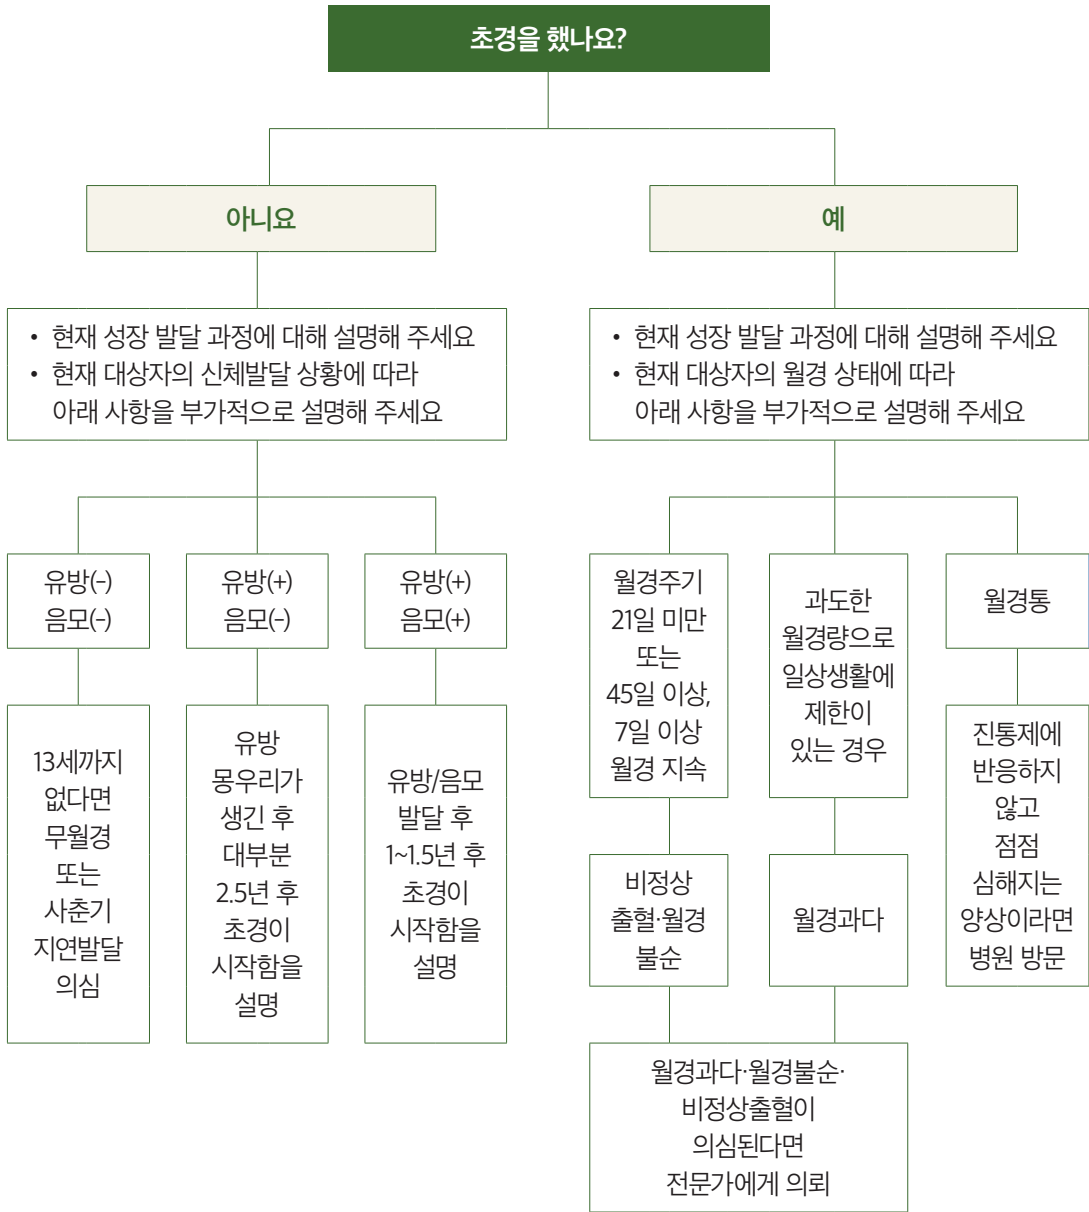 초경을 했나요?
아니요
• 현재 성장 발달 과정에 대해 설명해 주세요
• 현재 대상자의 신체발달 상황에 따라
아래 사항을 부가적으로 설명해 주세요
유방(-)
음모(-)
13세까지
없다면
무월경
또는
사춘기
지연발달
의심
유방(+)
음모(-)
유방
몽우리가
생긴 후
대부분
2.5년 후
초경이
시작함을
설명
유방(+)
음모(+)
유방/음모
발달 후
1~1.5년 후
초경이
시작함을
설명
예
• 현재 성장 발달 과정에 대해 설명해 주세요
• 현재 대상자의 월경 상태에 따라
아래 사항을 부가적으로 설명해 주세요
월경주기
21일 미만
또는
45일 이상,
7일 이상
월경 지속
비정상
출혈·월경
불순
과도한
월경량으로
일상생활에
제한이
있는 경우
월경과다
월경과다·월경불순·
비정상출혈이
의심된다면
전문가에게 의뢰
월경통
진통제에
반응하지
않고
점점
심해지는
양상이라면
병원 방문